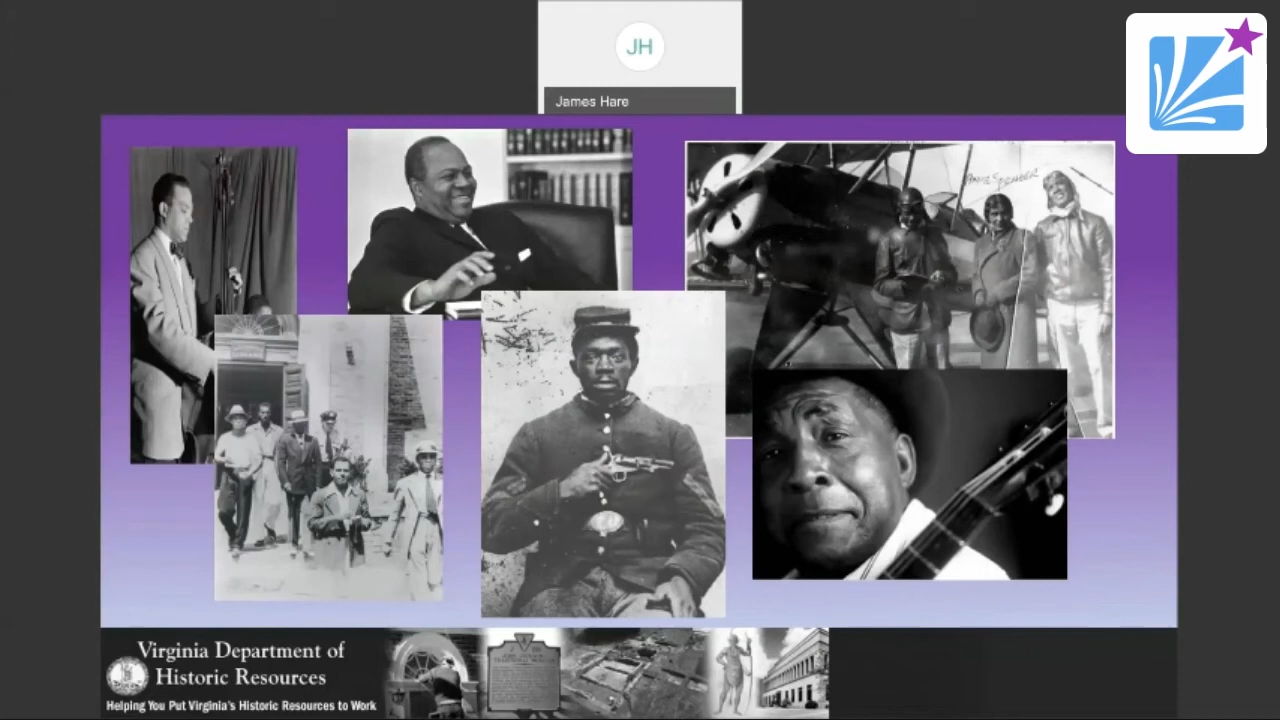 JH
James Hare
Virginia Department of
Historic Resources
Helping You Put Virginia's Historic Resources to Work